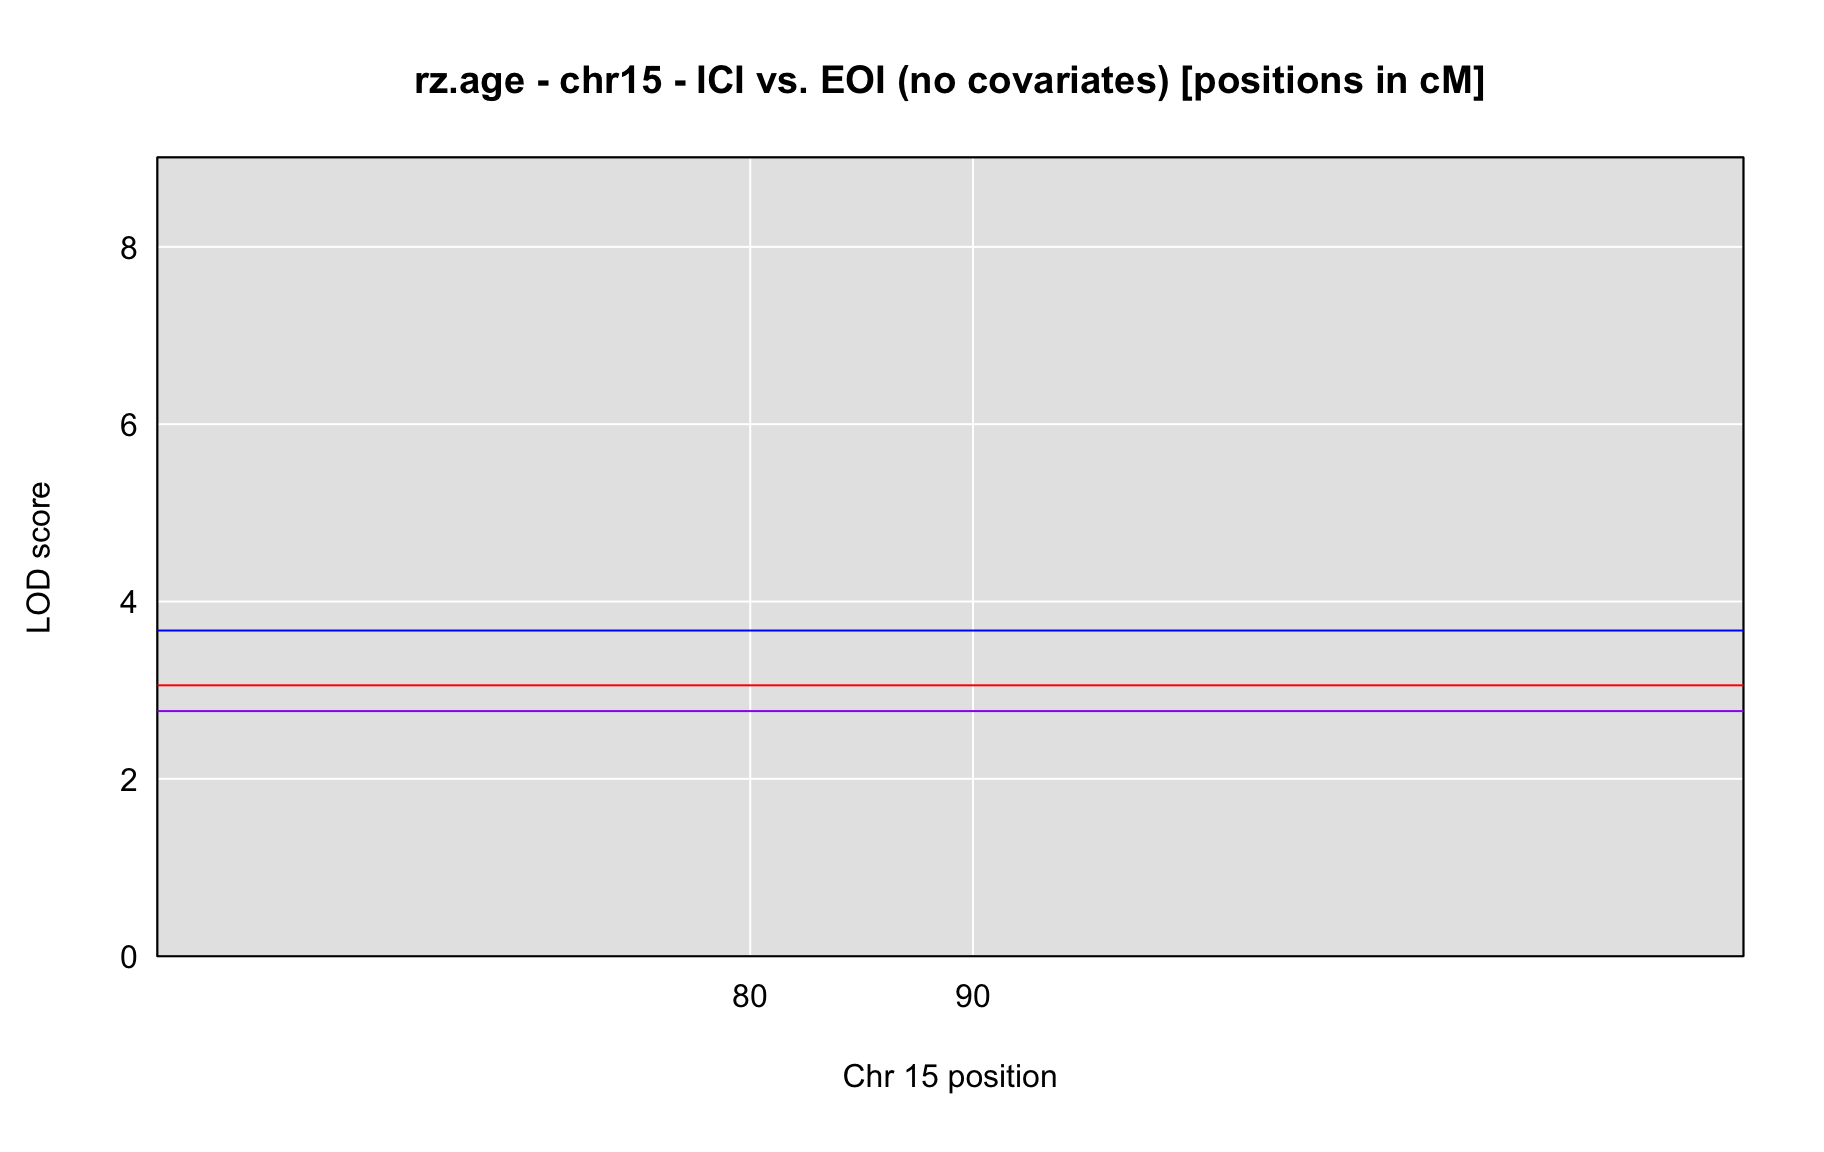 rz.age - chr15 - ICI vs. EOI (no covariates) [positions in cM]
8
6
4
2
0
LOD score
80 90
Chr 15 position